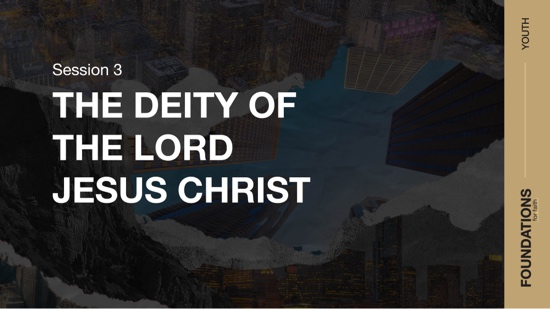 Session 3
THE DEITY OF
THE LORD
JESUS CHRIST
YOUTH
FOUNDATIONS
for faith